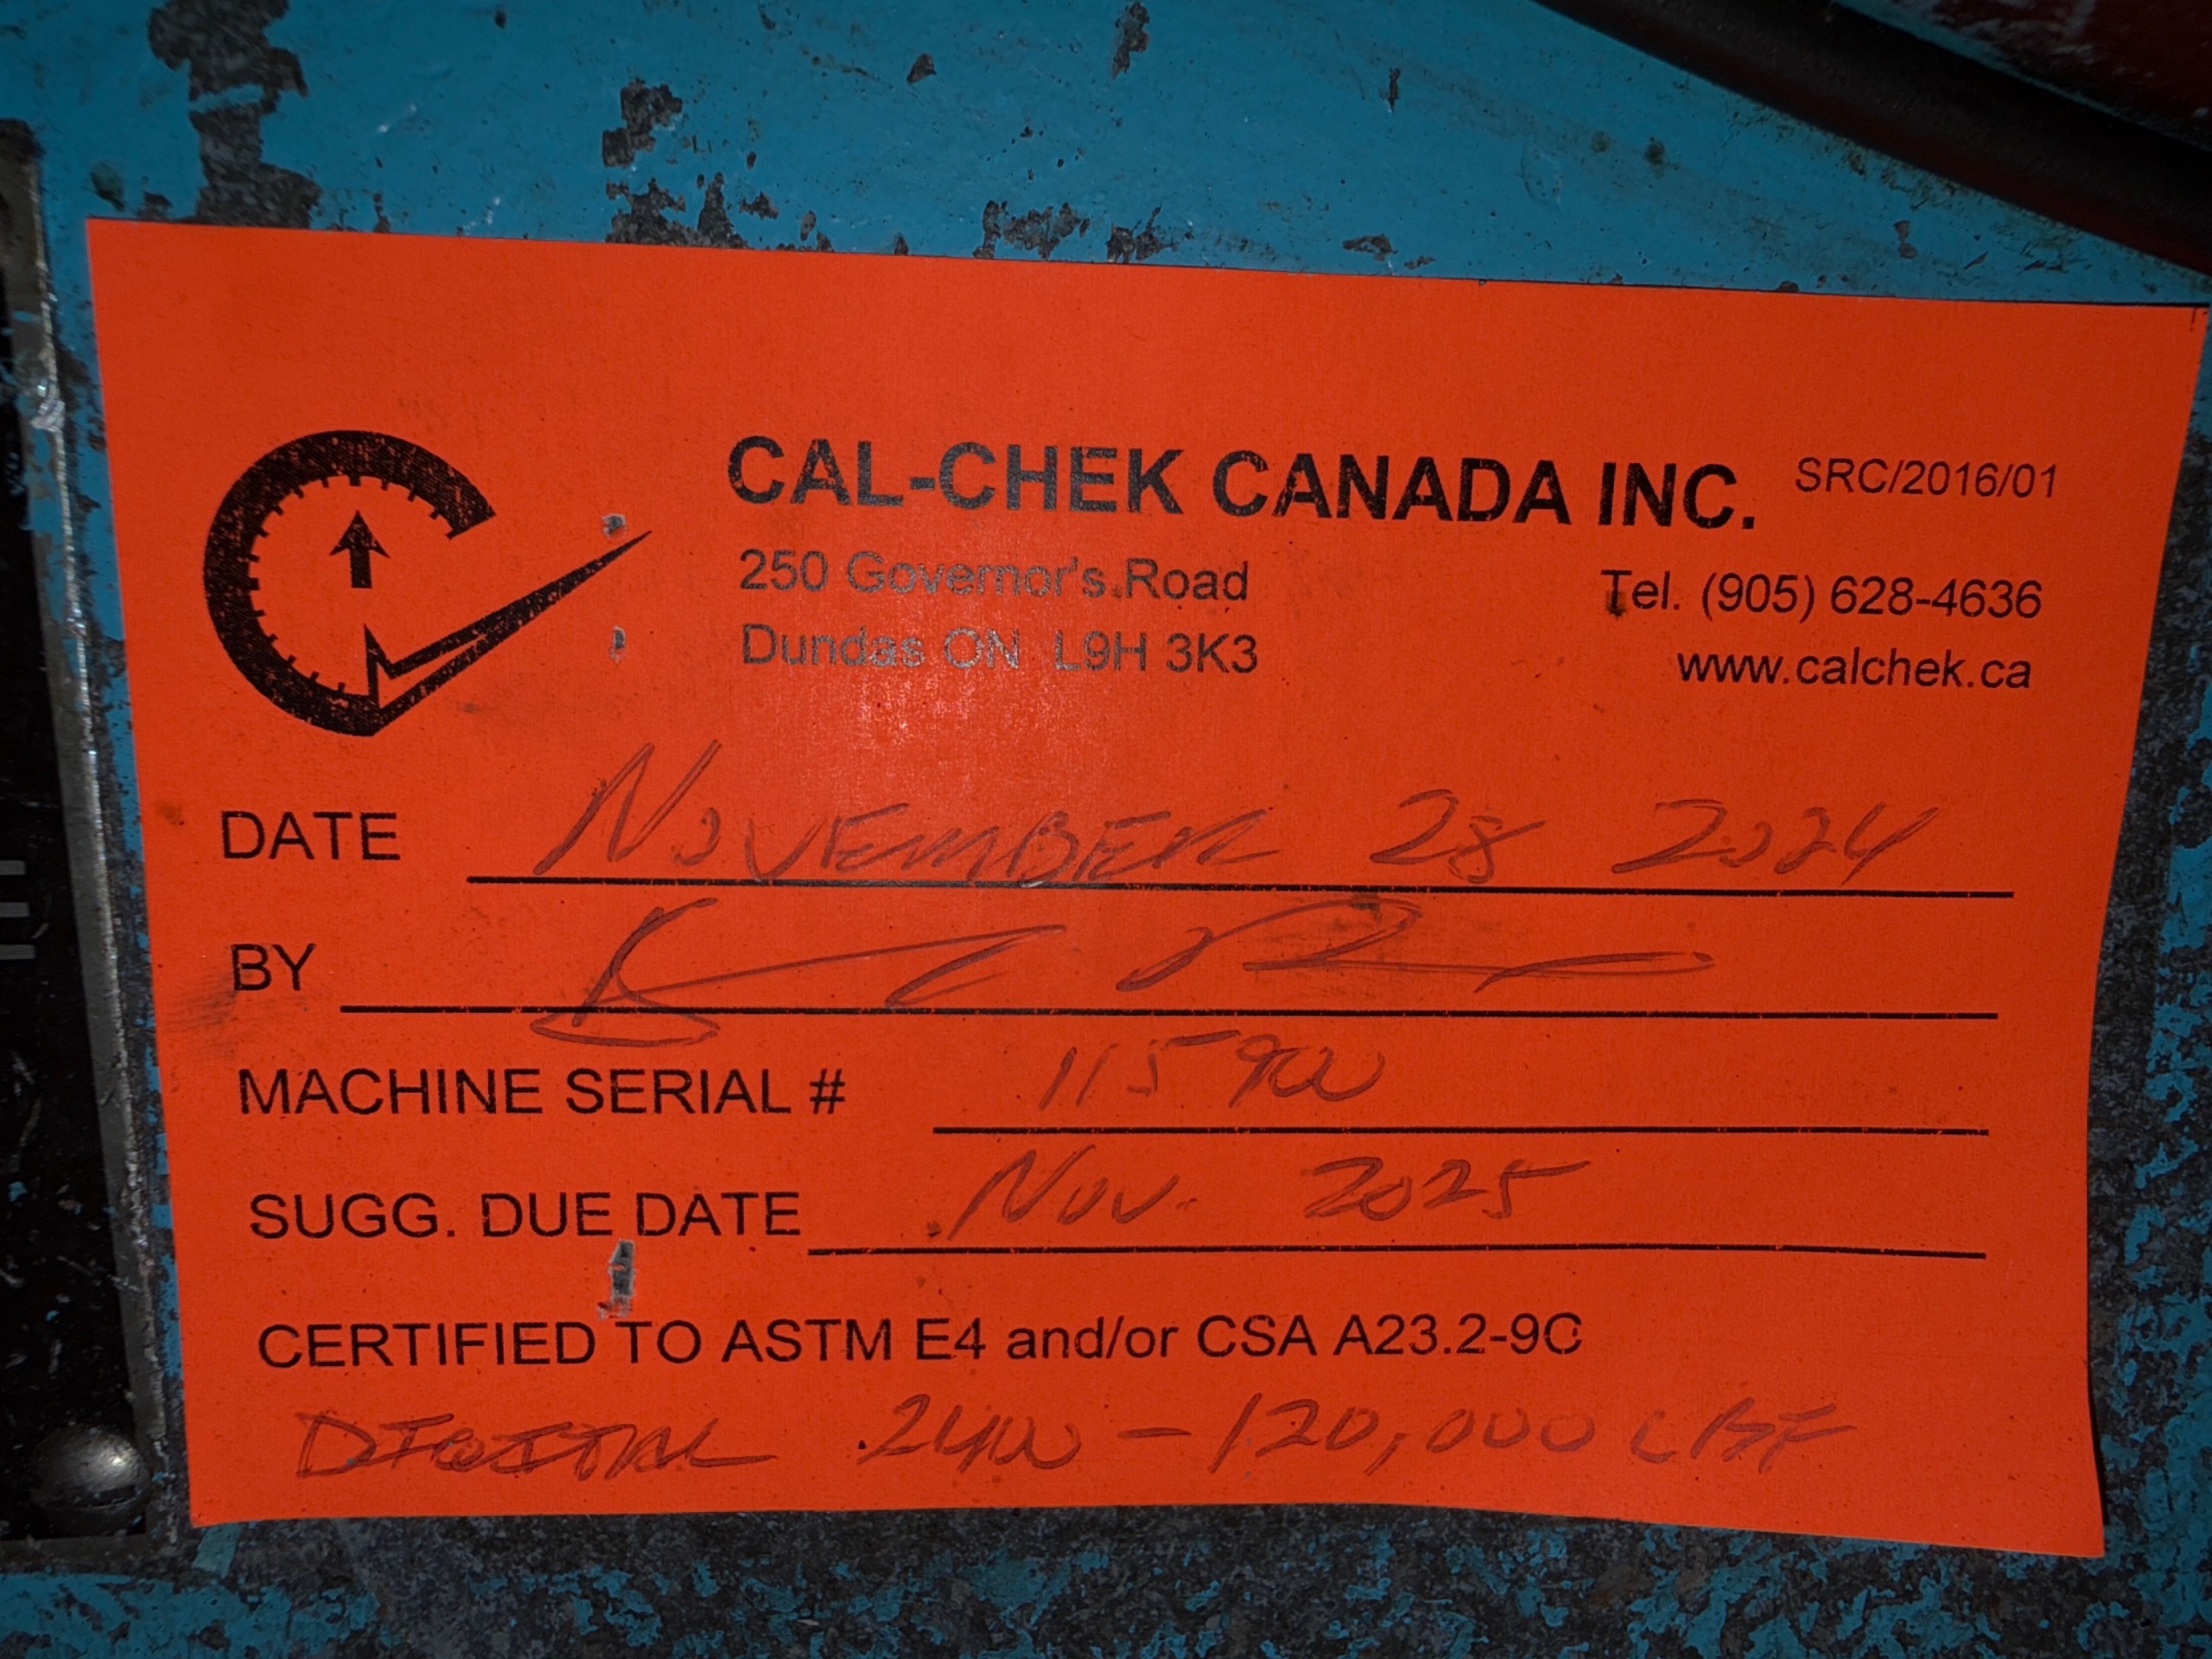 CAL-CHEK CANADA INC. SRC/2016/01
250 Governor's Road Tel. (905) 628-4636
Dundas ON L9H 3K3 www.calchek.ca
DATE NOVEMBER 28 2024
BY
MACHINE SERIAL # 115900
SUGG. DUE DATE NOV. 2025
CERTIFIED TO ASTM E4 and/or CSA A23.2-9C
DIGITAL 2400 - 120,000 LBF